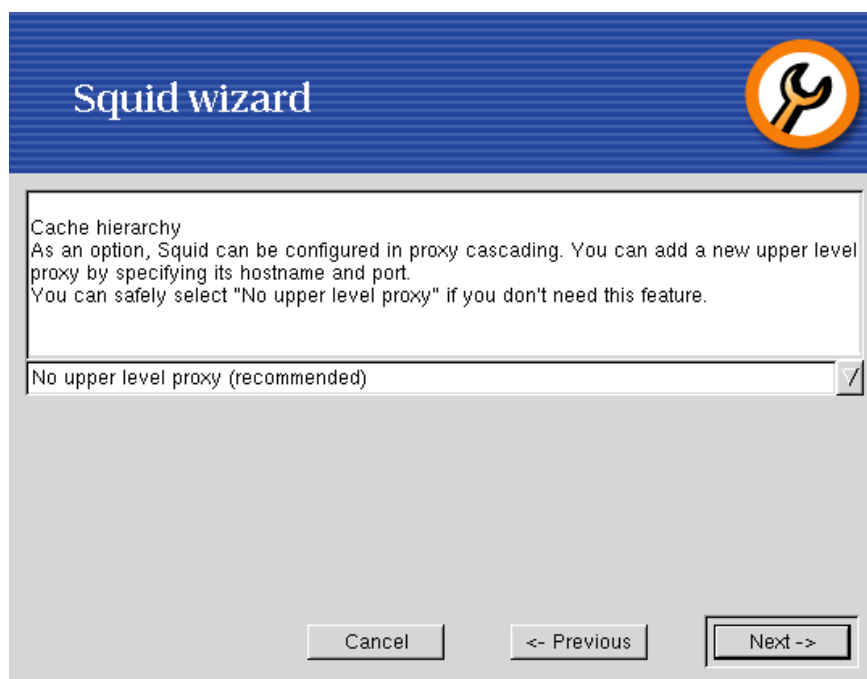 Squid wizard
Cache hierarchy
As an option, Squid can be configured in proxy cascading. You can add a new upper level
proxy by specifying its hostname and port.
You can safely select "No upper level proxy" if you don't need this feature.
No upper level proxy (recommended)
Cancel
<- Previous
Next ->